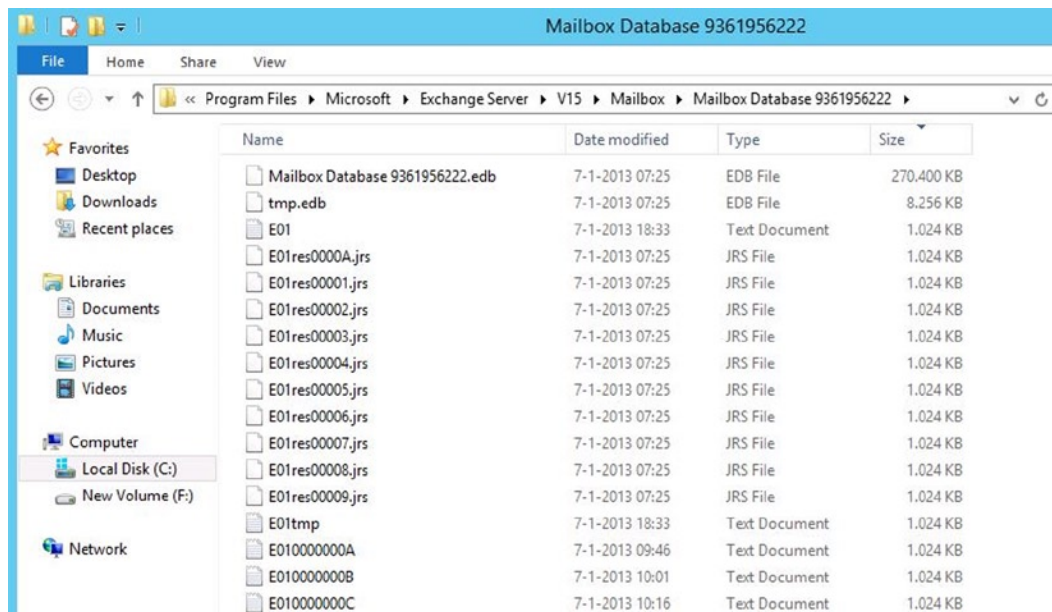 Mailbox Database 9361956222
File Home Share View
« Program Files Microsoft Exchange Server V15 Mailbox Mailbox Database 9361956222
Favorites
Desktop
Downloads
Recent places
Libraries
Documents
Music
Pictures
Videos
Computer
Local Disk (C:)
New Volume (F:)
Network
Name Date modified Type Size
Mailbox Database 9361956222.edb 7-1-2013 07:25 EDB File 270.400 KB
tmp.edb 7-1-2013 07:25 EDB File 8.256 KB
E01 7-1-2013 18:33 Text Document 1.024 KB
E01res0000A.jrs 7-1-2013 07:25 JRS File 1.024 KB
E01res00001.jrs 7-1-2013 07:25 JRS File 1.024 KB
E01res00002.jrs 7-1-2013 07:25 JRS File 1.024 KB
E01res00003.jrs 7-1-2013 07:25 JRS File 1.024 KB
E01res00004.jrs 7-1-2013 07:25 JRS File 1.024 KB
E01res00005.jrs 7-1-2013 07:25 JRS File 1.024 KB
E01res00006.jrs 7-1-2013 07:25 JRS File 1.024 KB
E01res00007.jrs 7-1-2013 07:25 JRS File 1.024 KB
E01res00008.jrs 7-1-2013 07:25 JRS File 1.024 KB
E01res00009.jrs 7-1-2013 07:25 JRS File 1.024 KB
E01tmp 7-1-2013 18:33 Text Document 1.024 KB
E010000000A 7-1-2013 09:46 Text Document 1.024 KB
E010000000B 7-1-2013 10:01 Text Document 1.024 KB
E010000000C 7-1-2013 10:16 Text Document 1.024 KB